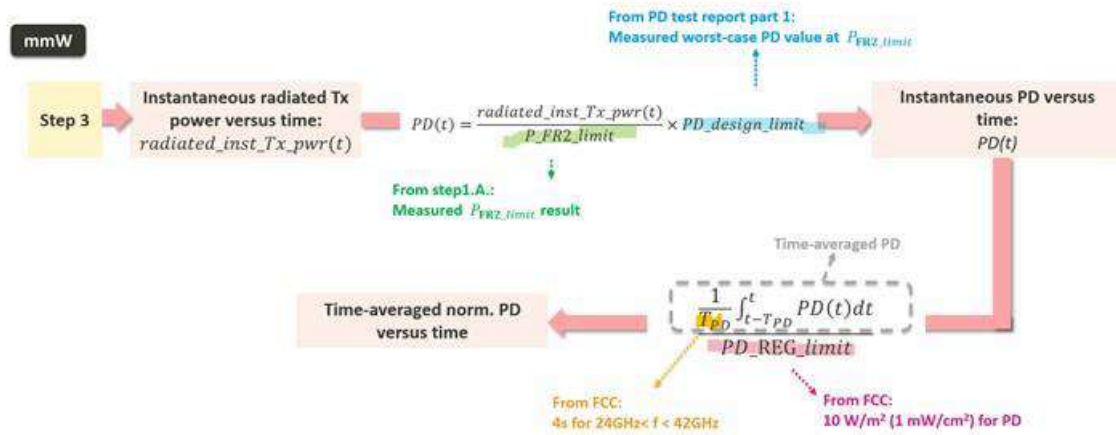 mmW
From PD test report part 1:
Measured worst-case PD value at P_FR2_limit
Step 3
Instantaneous radiated Tx
power versus time:
radiated_inst_Tx_pwr(t)
PD(t) = radiated_inst_Tx_pwr(t) / P_FR2_limit × PD_design_limit
Instantaneous PD versus
time:
PD(t)
From step1.A.:
Measured P_FR2_limit result
Time-averaged PD
Time-averaged norm. PD
versus time
1/T_PD ∫_{t−T_PD}^{t} PD(t)dt
PD_REG_limit
From FCC:
4s for 24GHz< f < 42GHz
From FCC:
10 W/m² (1 mW/cm²) for PD